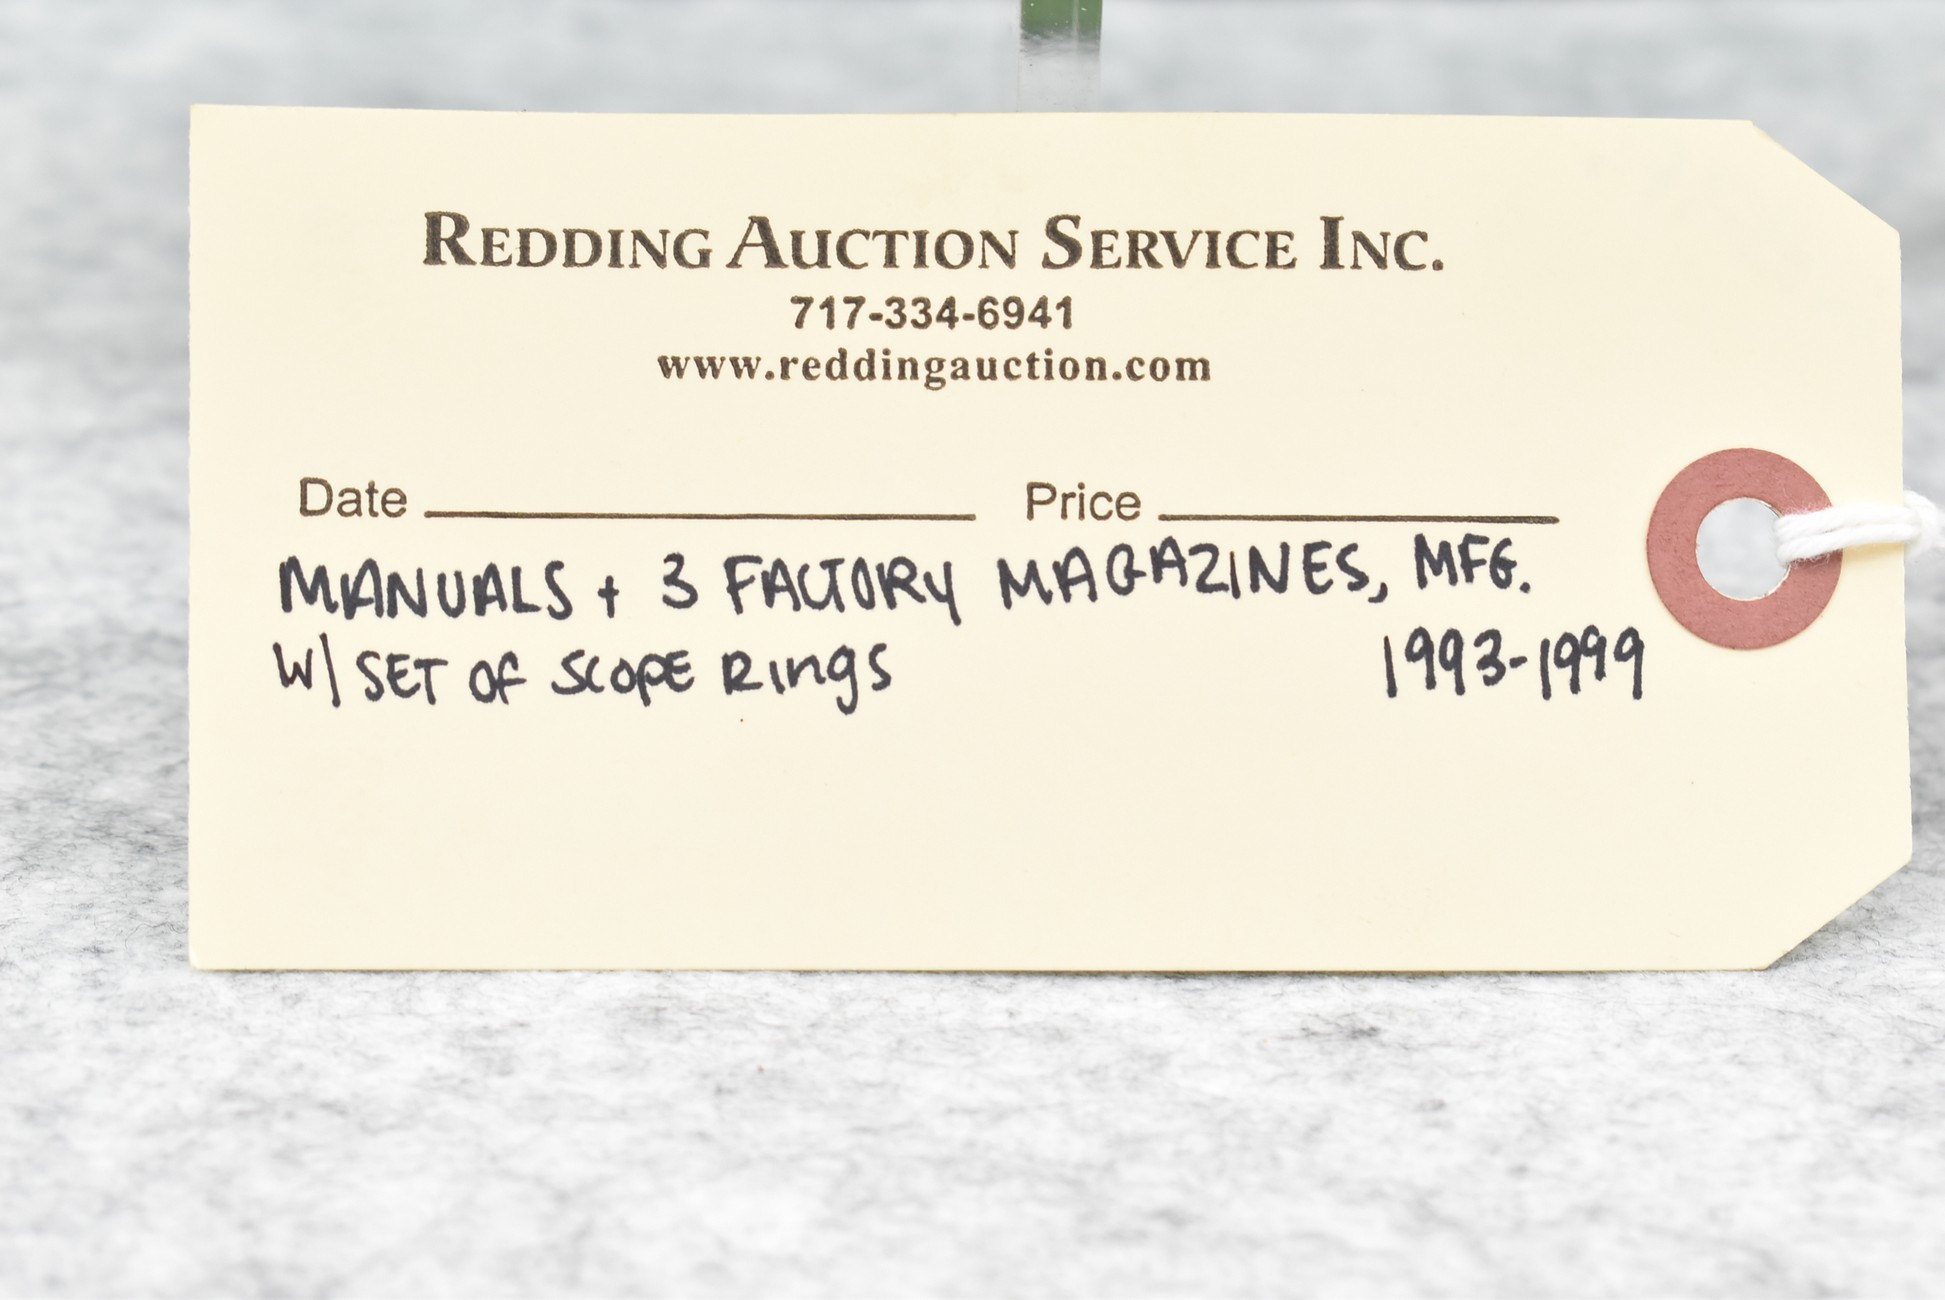 REDDING AUCTION SERVICE INC.
717-334-6941
www.reddingauction.com
Date Price
MANUALS + 3 FACTORY MAGAZINES, MFG.
W/ SET OF SCOPE Rings 1993-1999